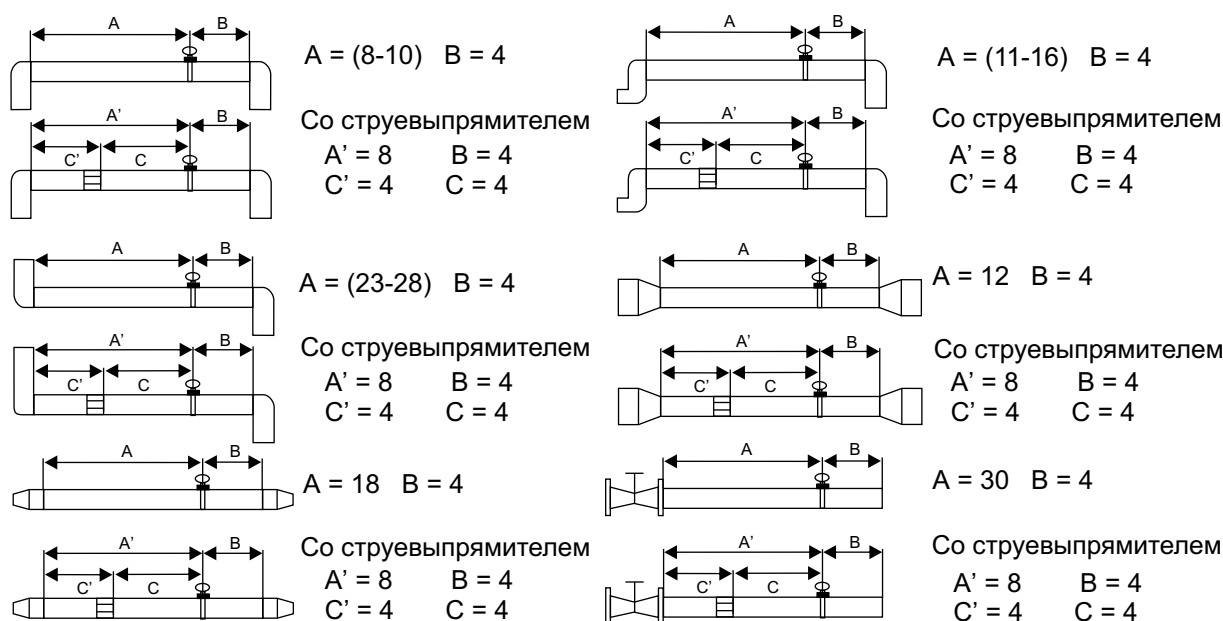 A B
A = (8-10) B = 4
Со струевыпрямителем
A' B
C' C
A' = 8 B = 4
C' = 4 C = 4
A B
A = (11-16) B = 4
Со струевыпрямителем
A' B
C' C
A' = 8 B = 4
C' = 4 C = 4
A B
A = (23-28) B = 4
Со струевыпрямителем
A' B
C' C
A' = 8 B = 4
C' = 4 C = 4
A B
A = 12 B = 4
Со струевыпрямителем
A' B
C' C
A' = 8 B = 4
C' = 4 C = 4
A B
A = 18 B = 4
Со струевыпрямителем
A' B
C' C
A' = 8 B = 4
C' = 4 C = 4
A B
A = 30 B = 4
Со струевыпрямителем
A' B
C' C
A' = 8 B = 4
C' = 4 C = 4